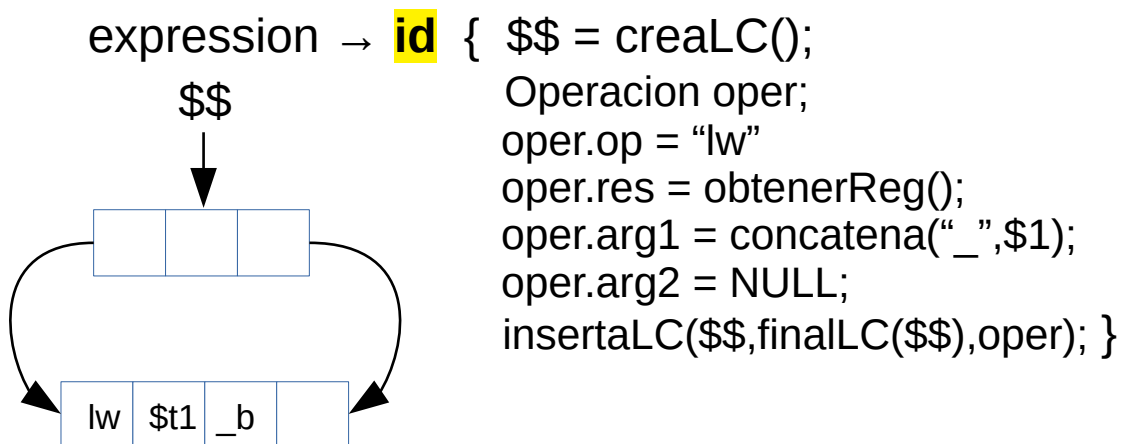 expression → id { $$ = creaLC();
$$
Operacion oper;
oper.op = “lw”
oper.res = obtenerReg();
oper.arg1 = concatena(“_”,$1);
oper.arg2 = NULL;
insertaLC($$,finalLC($$),oper); }
lw $t1 _b